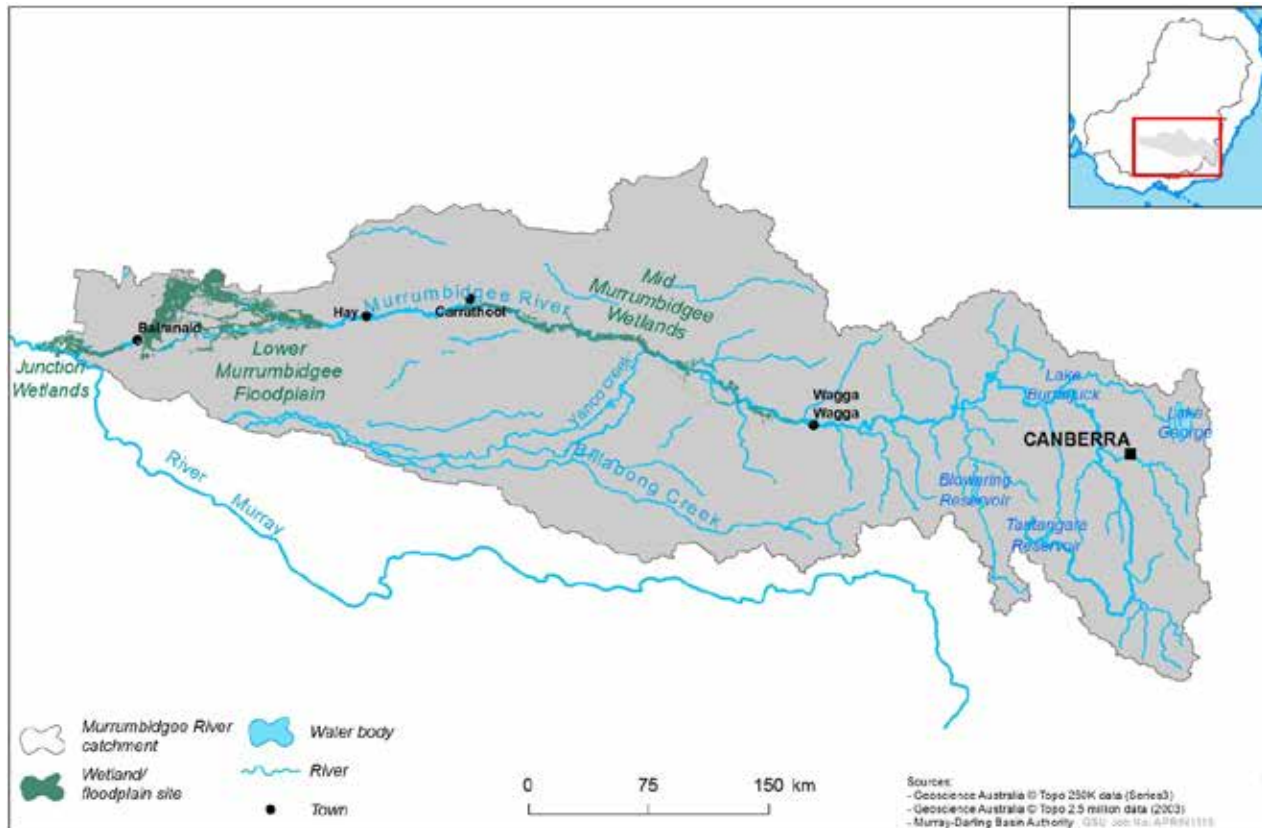 Murrumbidgee River
Mid
Murrumbidgee
Wetlands
Balranald
Hay
Carrathool
Junction
Wetlands
Lower
Murrumbidgee
Floodplain
Yanco creek
Wagga
Wagga
Lake
Burrinjuck
Lake
George
CANBERRA
Billabong Creek
Blowering
Reservoir
Tantangara
Reservoir
River Murray
Murrumbidgee River
catchment
Wetland/
floodplain site
Water body
River
Town
0 75 150 km
Sources:
- Geoscience Australia © Topo 250K data (Series3)
- Geoscience Australia © Topo 2.5 million data (2003)
- Murray-Darling Basin Authority